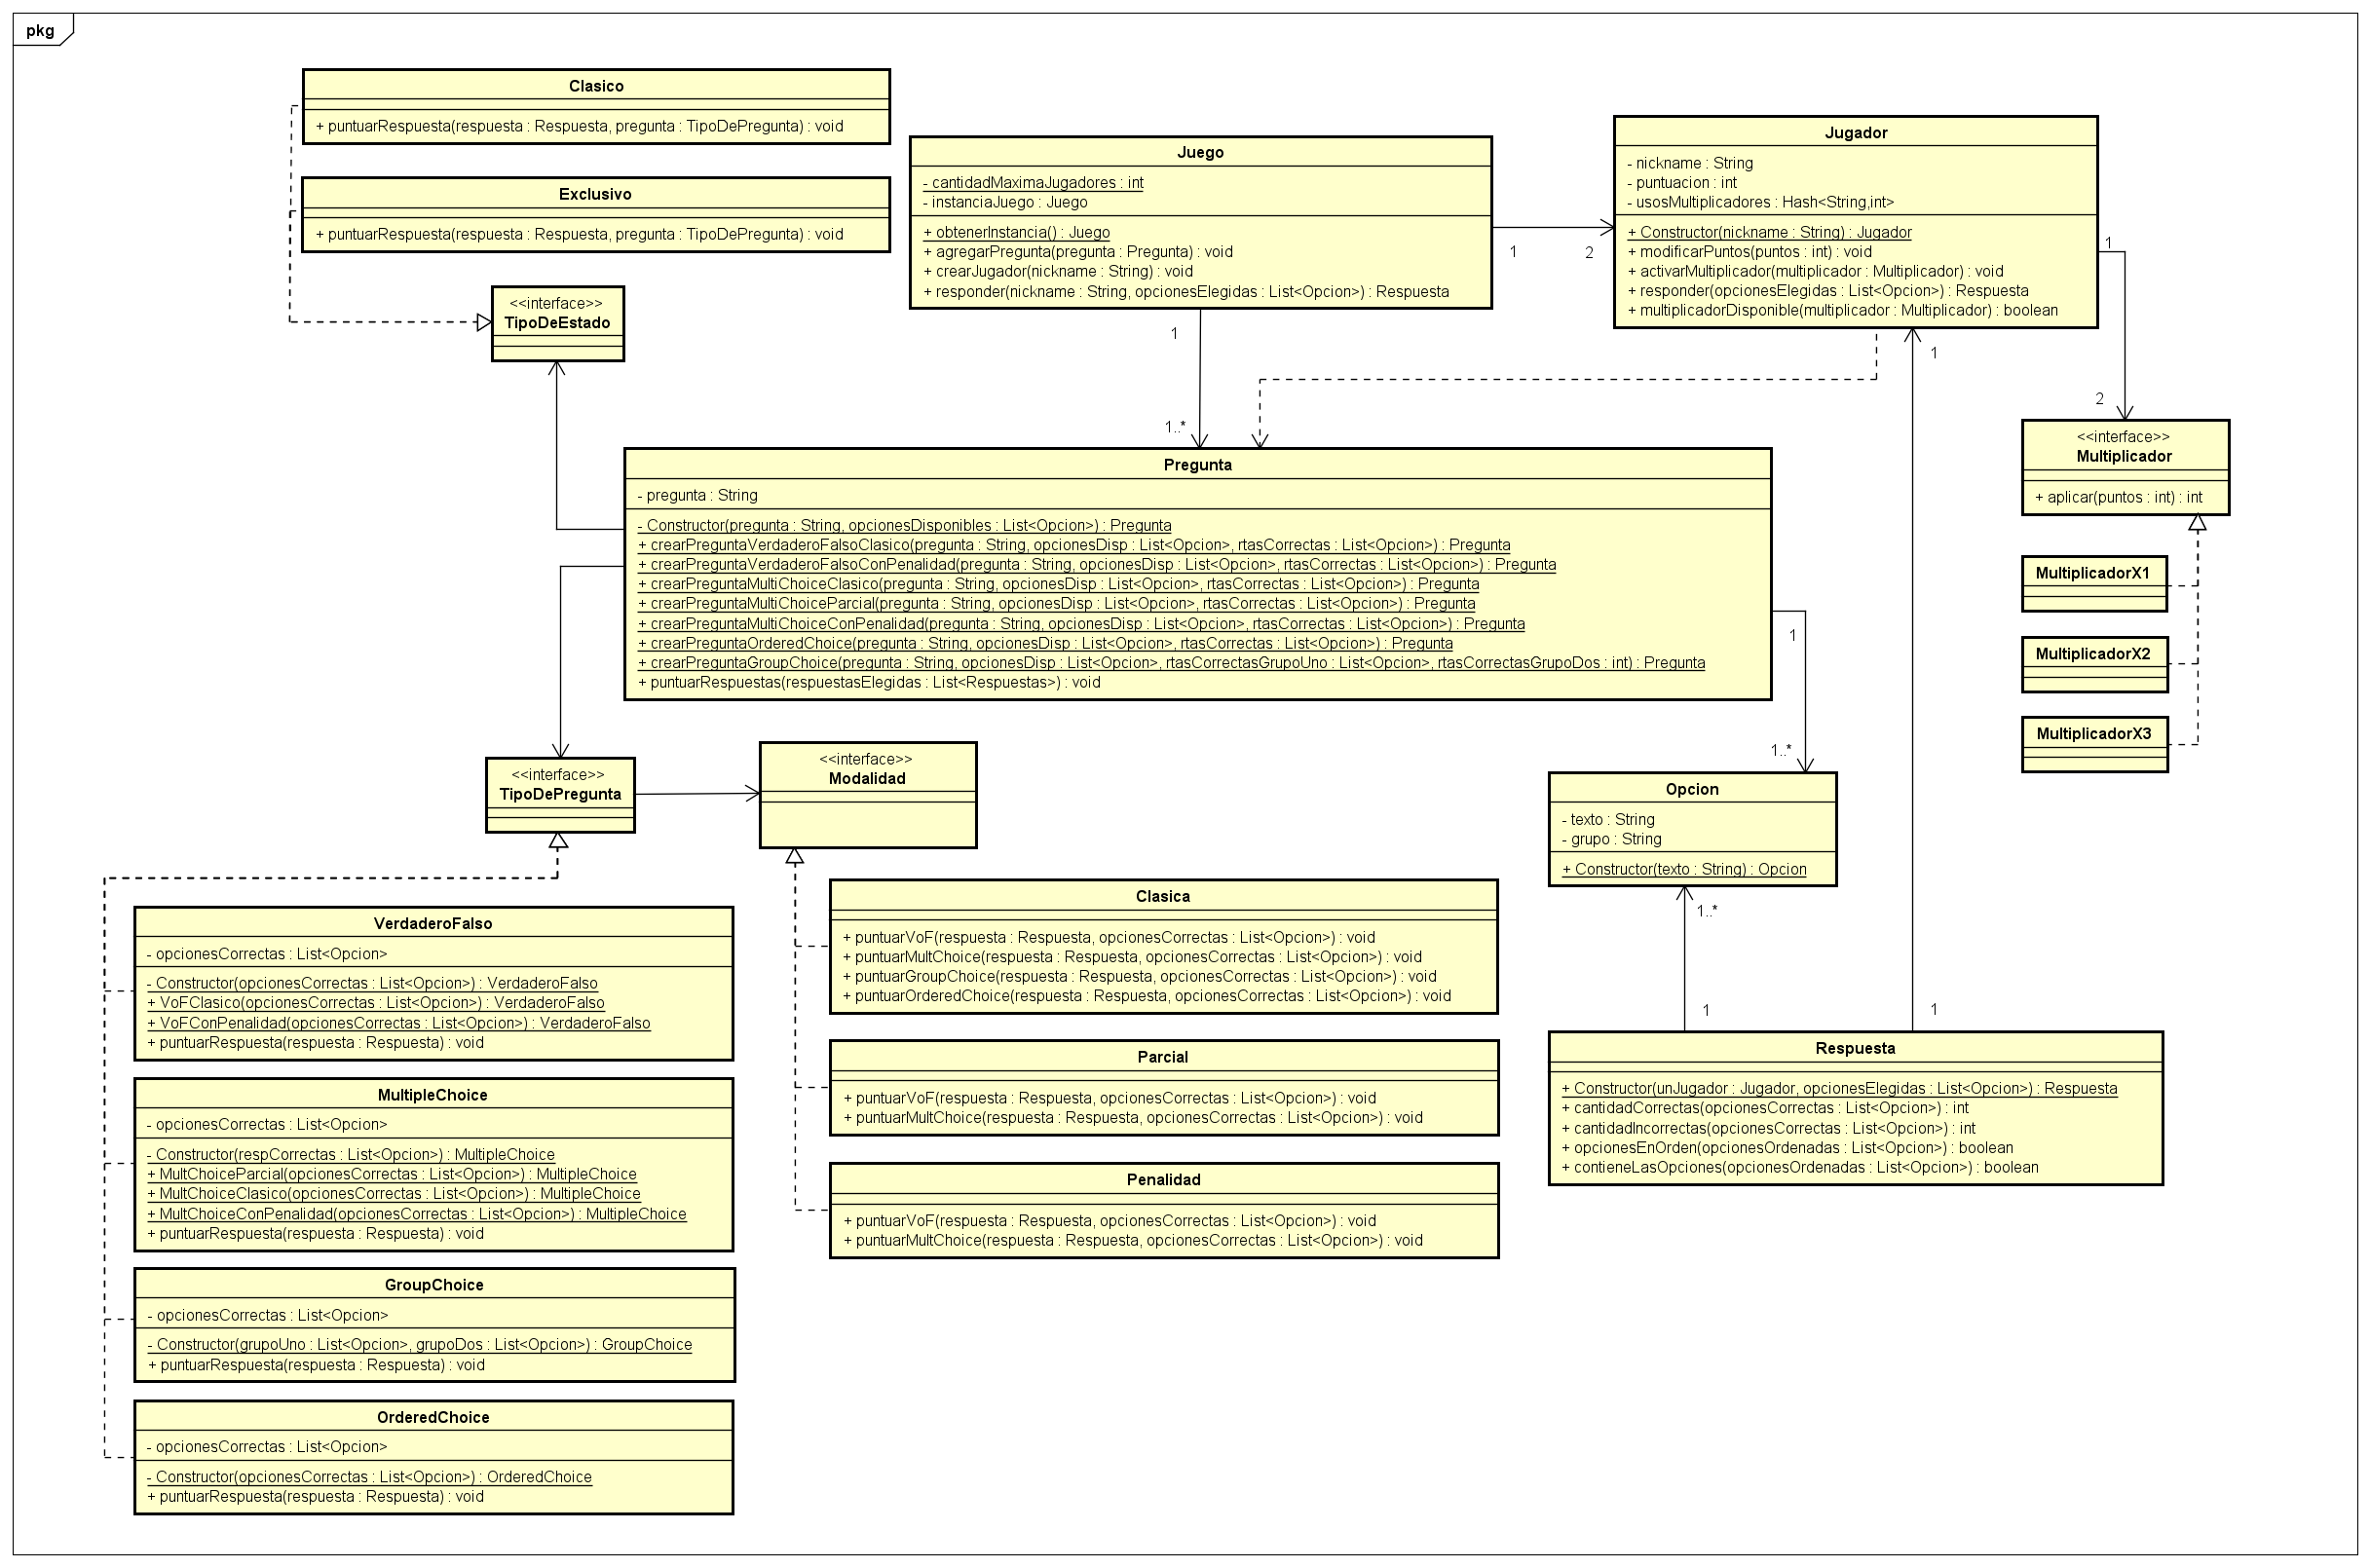 pkg
Clasico
+ puntuarRespuesta(respuesta : Respuesta, pregunta : TipoDePregunta) : void
Exclusivo
+ puntuarRespuesta(respuesta : Respuesta, pregunta : TipoDePregunta) : void
<<interface>>
TipoDeEstado
Juego
- cantidadMaximaJugadores : int
- instanciaJuego : Juego
+ obtenerInstancia() : Juego
+ agregarPregunta(pregunta : Pregunta) : void
+ crearJugador(nickname : String) : void
+ responder(nickname : String, opcionesElegidas : List<Opcion>) : Respuesta
1
2
1
1..*
Jugador
- nickname : String
- puntuacion : int
- usosMultiplicadores : Hash<String,int>
+ Constructor(nickname : String) : Jugador
+ modificarPuntos(puntos : int) : void
+ activarMultiplicador(multiplicador : Multiplicador) : void
+ responder(opcionesElegidas : List<Opcion>) : Respuesta
+ multiplicadorDisponible(multiplicador : Multiplicador) : boolean
1
1
2
<<interface>>
Multiplicador
+ aplicar(puntos : int) : int
MultiplicadorX1
MultiplicadorX2
MultiplicadorX3
Pregunta
- pregunta : String
- Constructor(pregunta : String, opcionesDisponibles : List<Opcion>) : Pregunta
+ crearPreguntaVerdaderoFalsoClasico(pregunta : String, opcionesDisp : List<Opcion>, rtasCorrectas : List<Opcion>) : Pregunta
+ crearPreguntaVerdaderoFalsoConPenalidad(pregunta : String, opcionesDisp : List<Opcion>, rtasCorrectas : List<Opcion>) : Pregunta
+ crearPreguntaMultiChoiceClasico(pregunta : String, opcionesDisp : List<Opcion>, rtasCorrectas : List<Opcion>) : Pregunta
+ crearPreguntaMultiChoiceParcial(pregunta : String, opcionesDisp : List<Opcion>, rtasCorrectas : List<Opcion>) : Pregunta
+ crearPreguntaMultiChoiceConPenalidad(pregunta : String, opcionesDisp : List<Opcion>, rtasCorrectas : List<Opcion>) : Pregunta
+ crearPreguntaOrderedChoice(pregunta : String, opcionesDisp : List<Opcion>, rtasCorrectas : List<Opcion>) : Pregunta
+ crearPreguntaGroupChoice(pregunta : String, opcionesDisp : List<Opcion>, rtasCorrectasGrupoUno : List<Opcion>, rtasCorrectasGrupoDos : int) : Pregunta
+ puntuarRespuestas(respuestasElegidas : List<Respuestas>) : void
1
1..*
<<interface>>
TipoDePregunta
<<interface>>
Modalidad
Opcion
- texto : String
- grupo : String
+ Constructor(texto : String) : Opcion
1..*
1
1
VerdaderoFalso
- opcionesCorrectas : List<Opcion>
- Constructor(opcionesCorrectas : List<Opcion>) : VerdaderoFalso
+ VoFClasico(opcionesCorrectas : List<Opcion>) : VerdaderoFalso
+ VoFConPenalidad(opcionesCorrectas : List<Opcion>) : VerdaderoFalso
+ puntuarRespuesta(respuesta : Respuesta) : void
Clasica
+ puntuarVoF(respuesta : Respuesta, opcionesCorrectas : List<Opcion>) : void
+ puntuarMultChoice(respuesta : Respuesta, opcionesCorrectas : List<Opcion>) : void
+ puntuarGroupChoice(respuesta : Respuesta, opcionesCorrectas : List<Opcion>) : void
+ puntuarOrderedChoice(respuesta : Respuesta, opcionesCorrectas : List<Opcion>) : void
Parcial
+ puntuarVoF(respuesta : Respuesta, opcionesCorrectas : List<Opcion>) : void
+ puntuarMultChoice(respuesta : Respuesta, opcionesCorrectas : List<Opcion>) : void
Penalidad
+ puntuarVoF(respuesta : Respuesta, opcionesCorrectas : List<Opcion>) : void
+ puntuarMultChoice(respuesta : Respuesta, opcionesCorrectas : List<Opcion>) : void
Respuesta
+ Constructor(unJugador : Jugador, opcionesElegidas : List<Opcion>) : Respuesta
+ cantidadCorrectas(opcionesCorrectas : List<Opcion>) : int
+ cantidadIncorrectas(opcionesCorrectas : List<Opcion>) : int
+ opcionesEnOrden(opcionesOrdenadas : List<Opcion>) : boolean
+ contieneLasOpciones(opcionesOrdenadas : List<Opcion>) : boolean
MultipleChoice
- opcionesCorrectas : List<Opcion>
- Constructor(respCorrectas : List<Opcion>) : MultipleChoice
+ MultChoiceParcial(opcionesCorrectas : List<Opcion>) : MultipleChoice
+ MultChoiceClasico(opcionesCorrectas : List<Opcion>) : MultipleChoice
+ MultChoiceConPenalidad(opcionesCorrectas : List<Opcion>) : MultipleChoice
+ puntuarRespuesta(respuesta : Respuesta) : void
GroupChoice
- opcionesCorrectas : List<Opcion>
- Constructor(grupoUno : List<Opcion>, grupoDos : List<Opcion>) : GroupChoice
+ puntuarRespuesta(respuesta : Respuesta) : void
OrderedChoice
- opcionesCorrectas : List<Opcion>
- Constructor(opcionesCorrectas : List<Opcion>) : OrderedChoice
+ puntuarRespuesta(respuesta : Respuesta) : void